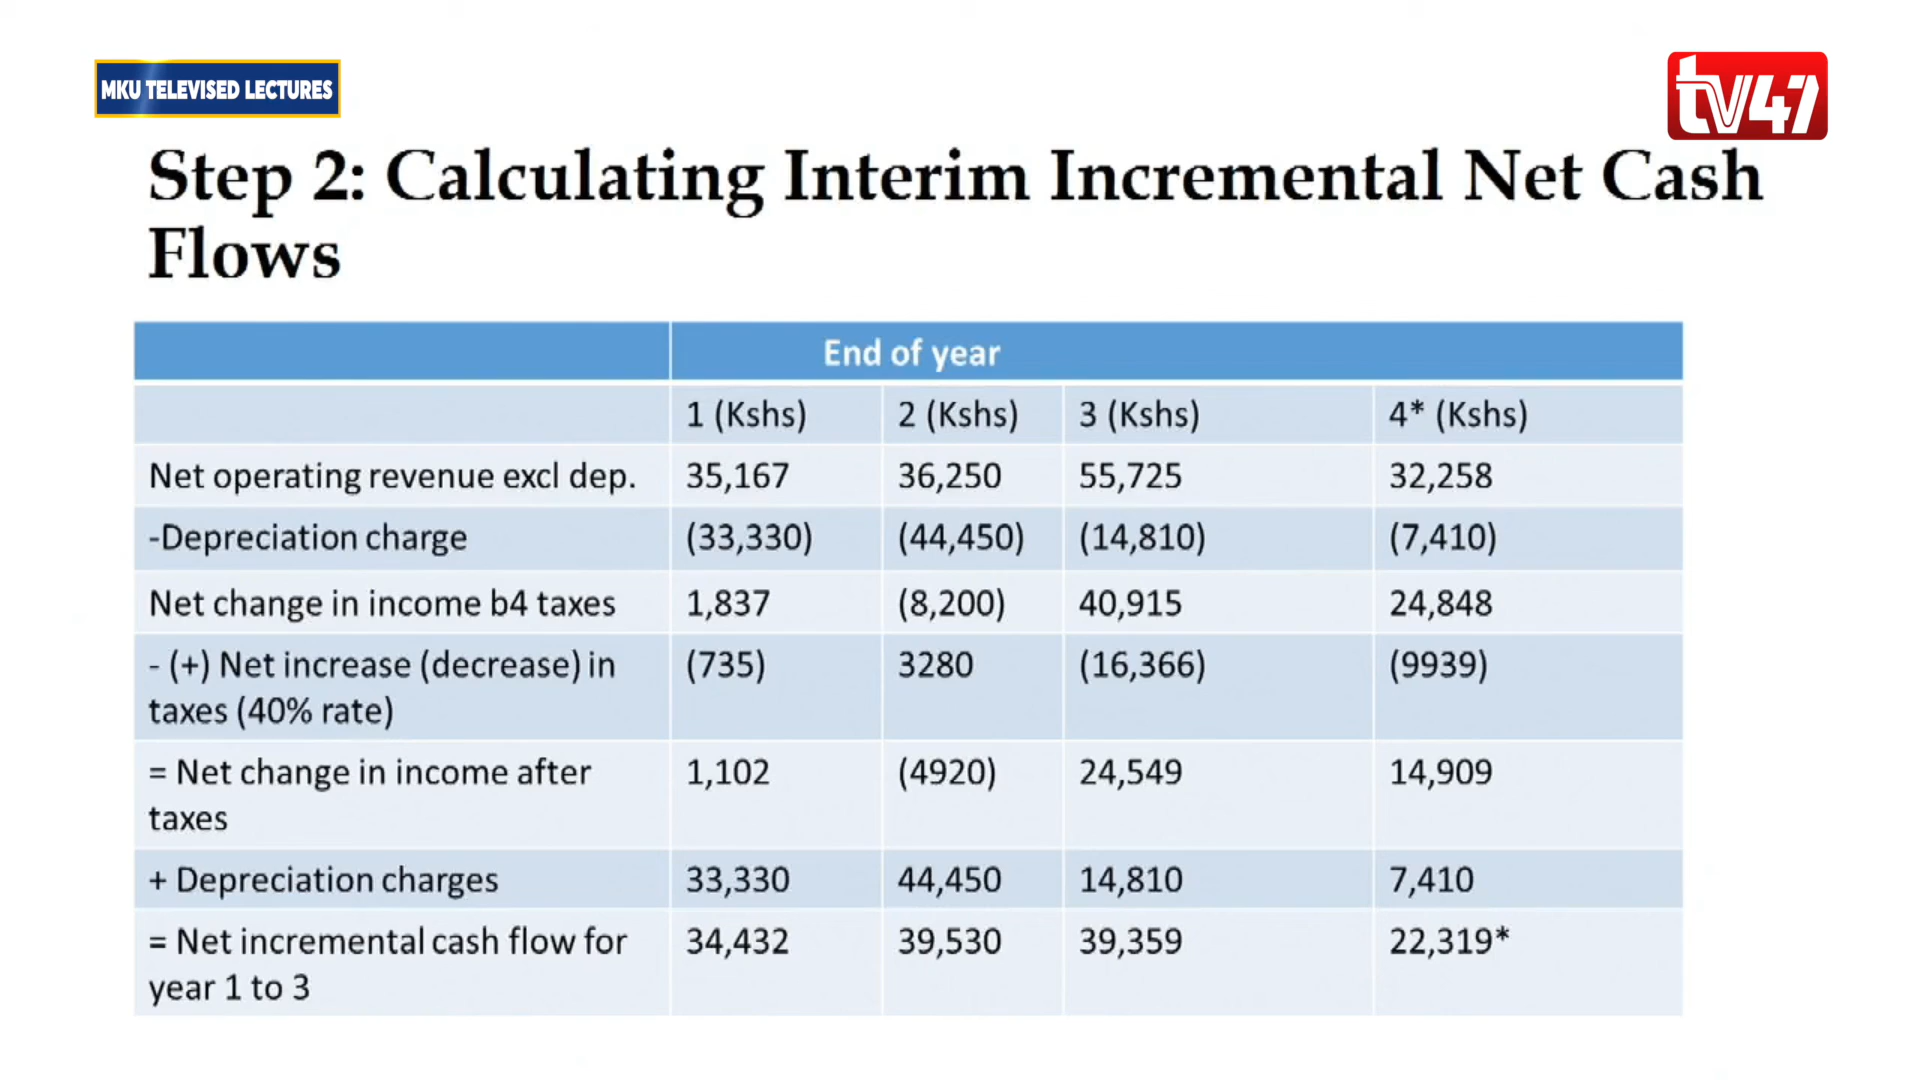 MKU TELEVISED LECTURES
tv47
Step 2: Calculating Interim Incremental Net Cash
Flows
End of year
1 (Kshs) 2 (Kshs) 3 (Kshs) 4* (Kshs)
Net operating revenue excl dep. 35,167 36,250 55,725 32,258
-Depreciation charge (33,330) (44,450) (14,810) (7,410)
Net change in income b4 taxes 1,837 (8,200) 40,915 24,848
- (+) Net increase (decrease) in (735) 3280 (16,366) (9939)
taxes (40% rate)
= Net change in income after 1,102 (4920) 24,549 14,909
taxes
+ Depreciation charges 33,330 44,450 14,810 7,410
= Net incremental cash flow for 34,432 39,530 39,359 22,319*
year 1 to 3